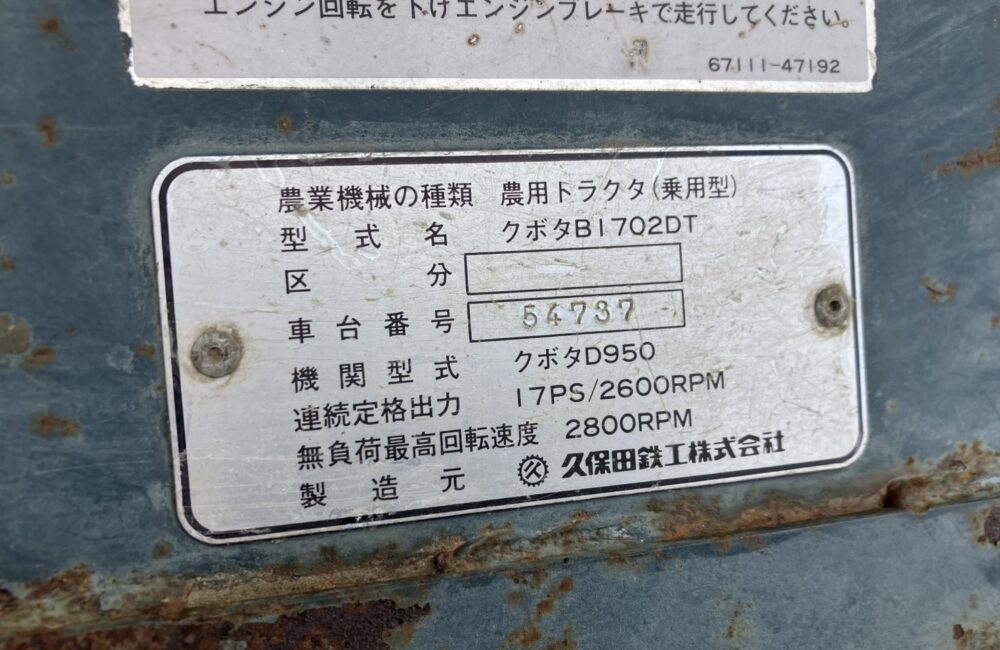 エンジン回転を下げエンジンブレーキで走行してください。
67111-47192
農業機械の種類 農用トラクタ(乗用型)
型式名 クボタB1702DT
区分
車台番号 54737
機関型式 クボタD950
連続定格出力 17PS/2600RPM
無負荷最高回転速度 2800RPM
製造元 久保田鉄工株式会社